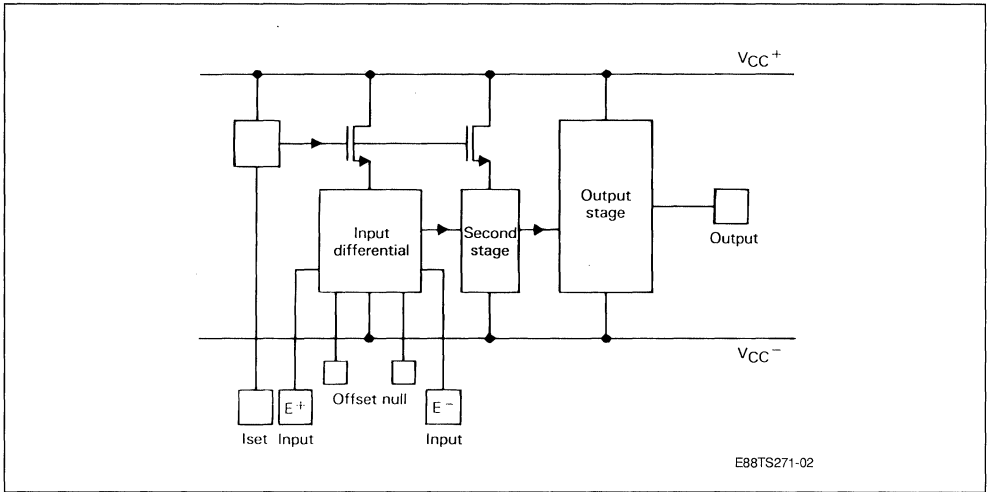 VCC+
Input
differential
Second
stage
Output
stage
Output
VCC−
Offset null
E+
E−
Iset
Input
Input
E88TS271-02